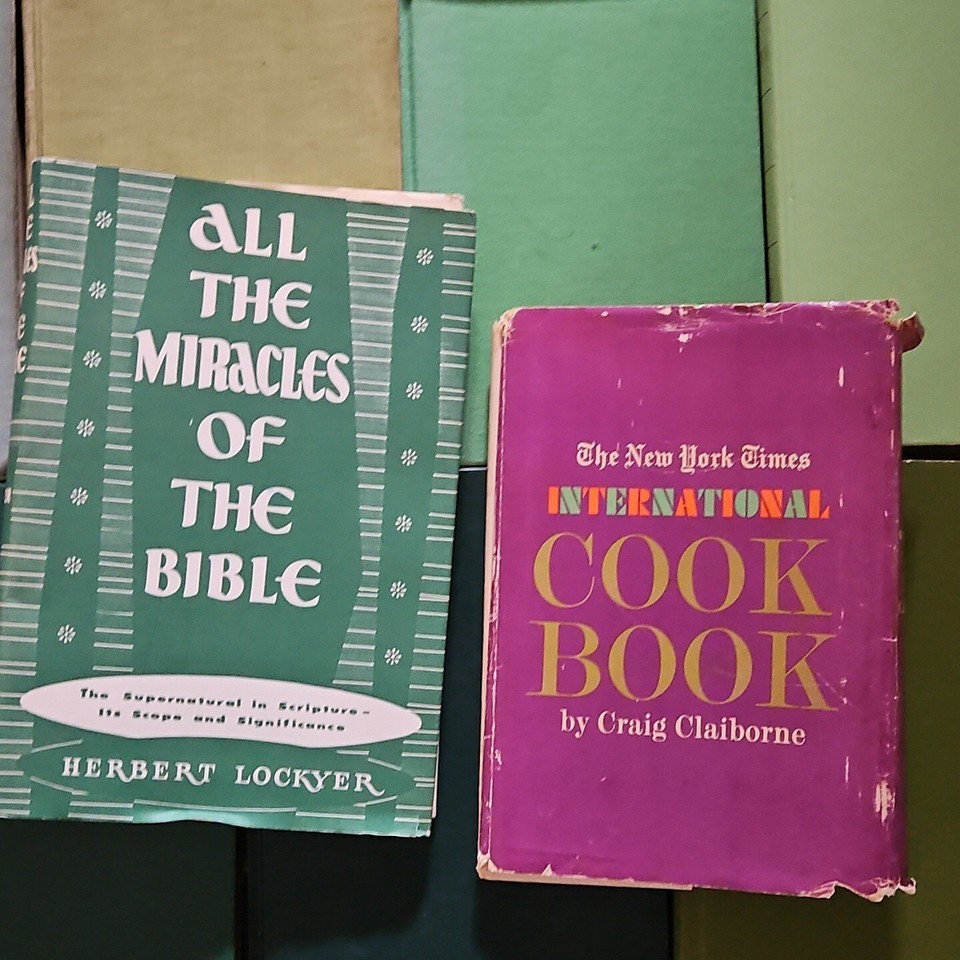 ALL
THE
MIRACLES
OF
THE
BIBLE
The Supernatural in Scripture—
Its Scope and Significance
HERBERT LOCKYER
The New York Times
INTERNATIONAL
COOK
BOOK
by Craig Claiborne